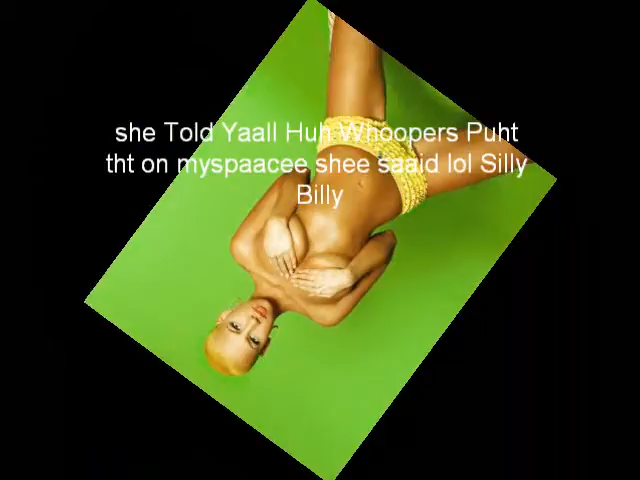 she Told Yaall Huh Whoopers Puht
tht on myspaacee shee saaid lol Silly
Billy